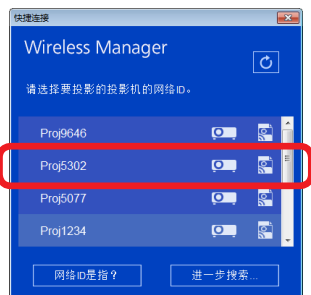 快捷连接
Wireless Manager
请选择要投影的投影机的网络ID。
Proj9646
Proj5302
Proj5077
Proj1234
网络ID是指？
进一步搜索...